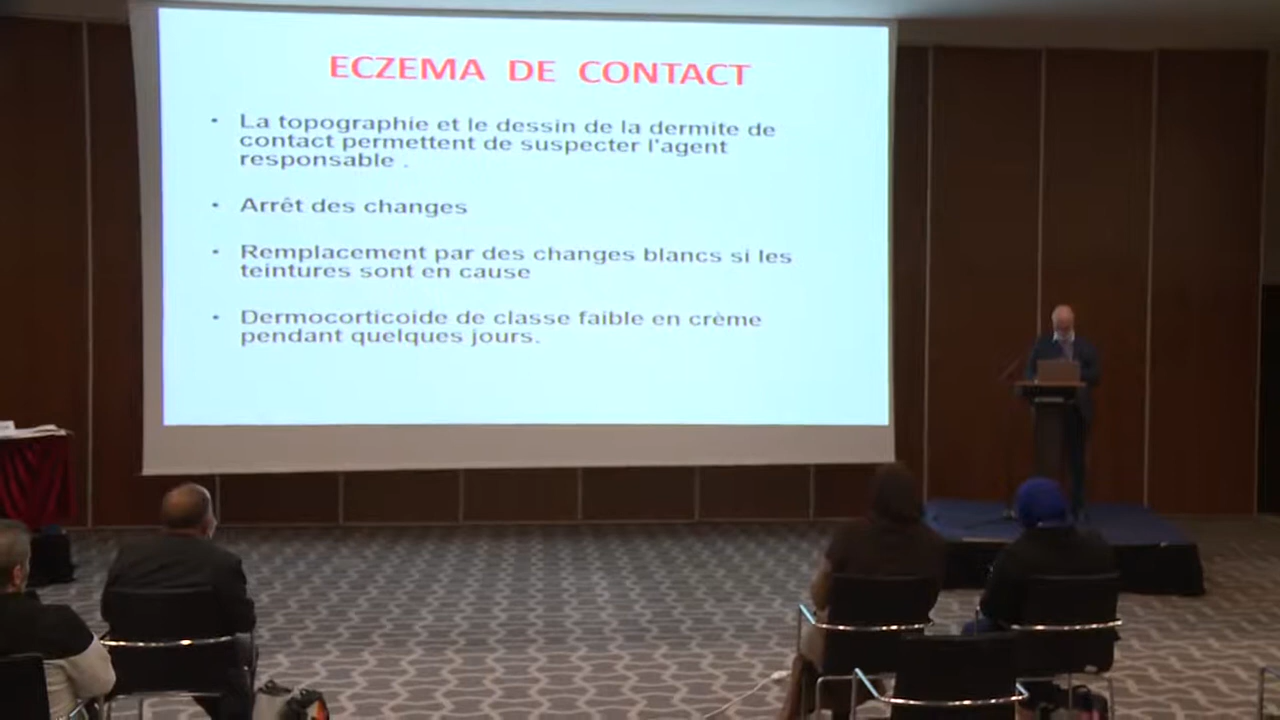 ECZEMA DE CONTACT
• La topographie et le dessin de la dermite de
contact permettent de suspecter l'agent
responsable .
• Arrêt des changes
• Remplacement par des changes blancs si les
teintures sont en cause
• Dermocorticoide de classe faible en crème
pendant quelques jours.